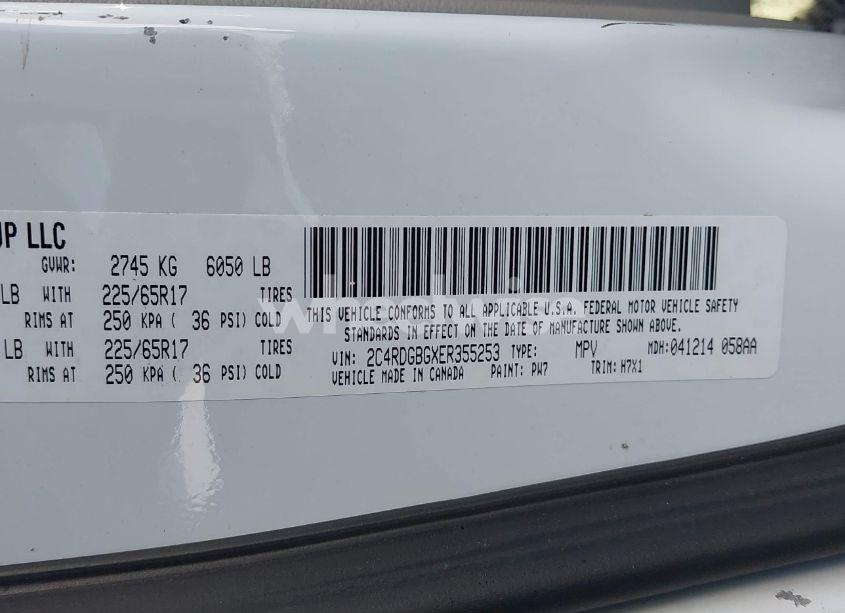 UP LLC
GVWR: 2745 KG 6050 LB
LB WITH 225/65R17 TIRES
RIMS AT 250 KPA ( 36 PSI) COLD
LB WITH 225/65R17 TIRES
RIMS AT 250 KPA (. 36 PSI) COLD
THIS VEHICLE CONFORMS TO ALL APPLICABLE U.S.A. FEDERAL MOTOR VEHICLE SAFETY
STANDARDS IN EFFECT ON THE DATE OF MANUFACTURE SHOWN ABOVE.
VIN: 2C4RDGBGXER355253 TYPE: MPV MDH:041214 058AA
VEHICLE MADE IN CANADA PAINT: PW7 TRIM: H7X1